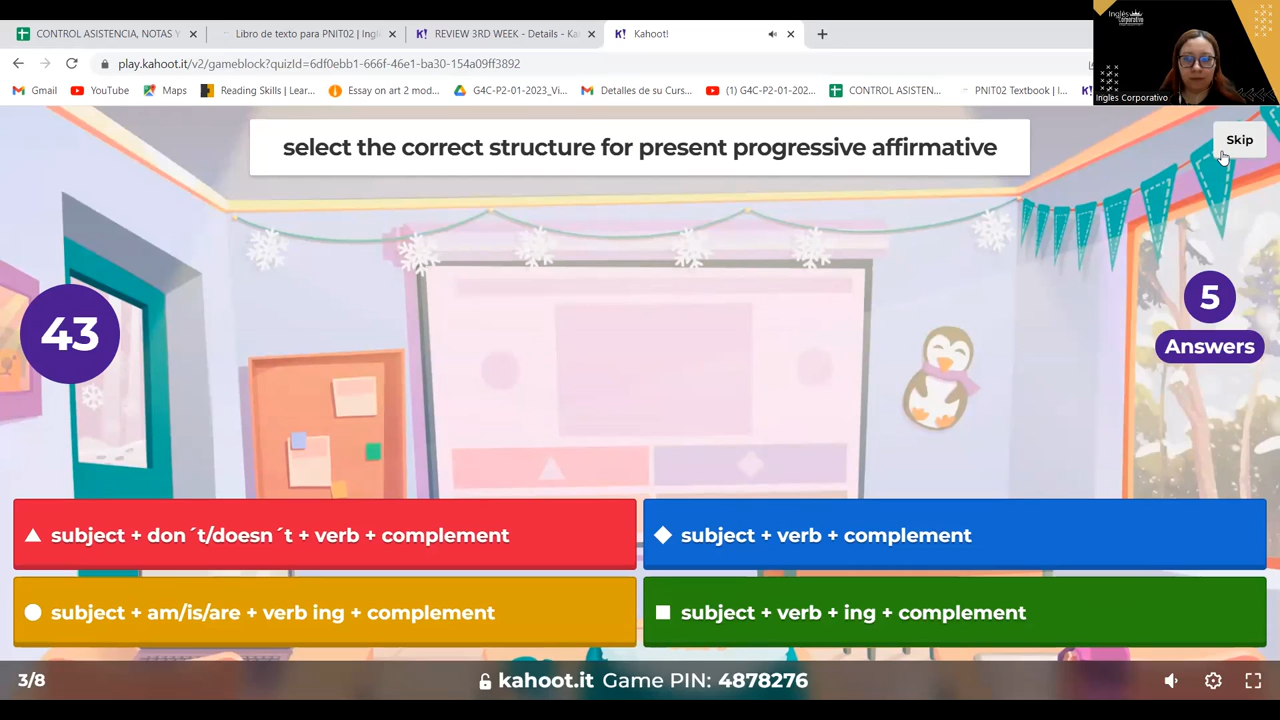 CONTROL ASISTENCIA, NOTAS Y
Libro de texto para PNIT02 | Ingl
REVIEW 3RD WEEK - Details - Ka
Kahoot!
play.kahoot.it/v2/gameblock?quizId=6df0ebb1-666f-46e1-ba30-154a09ff3892
Gmail
YouTube
Maps
Reading Skills | Lear...
Essay on art 2 mod...
G4C-P2-01-2023_Vi...
Detalles de su Curs...
(1) G4C-P2-01-202...
CONTROL ASISTEN...
PNIT02 Textbook | I...
Inglés
Corporativo
Ingles Corporativo
select the correct structure for present progressive affirmative
Skip
43
5
Answers
subject + don´t/doesn´t + verb + complement
subject + verb + complement
subject + am/is/are + verb ing + complement
subject + verb + ing + complement
3/8
kahoot.it Game PIN: 4878276